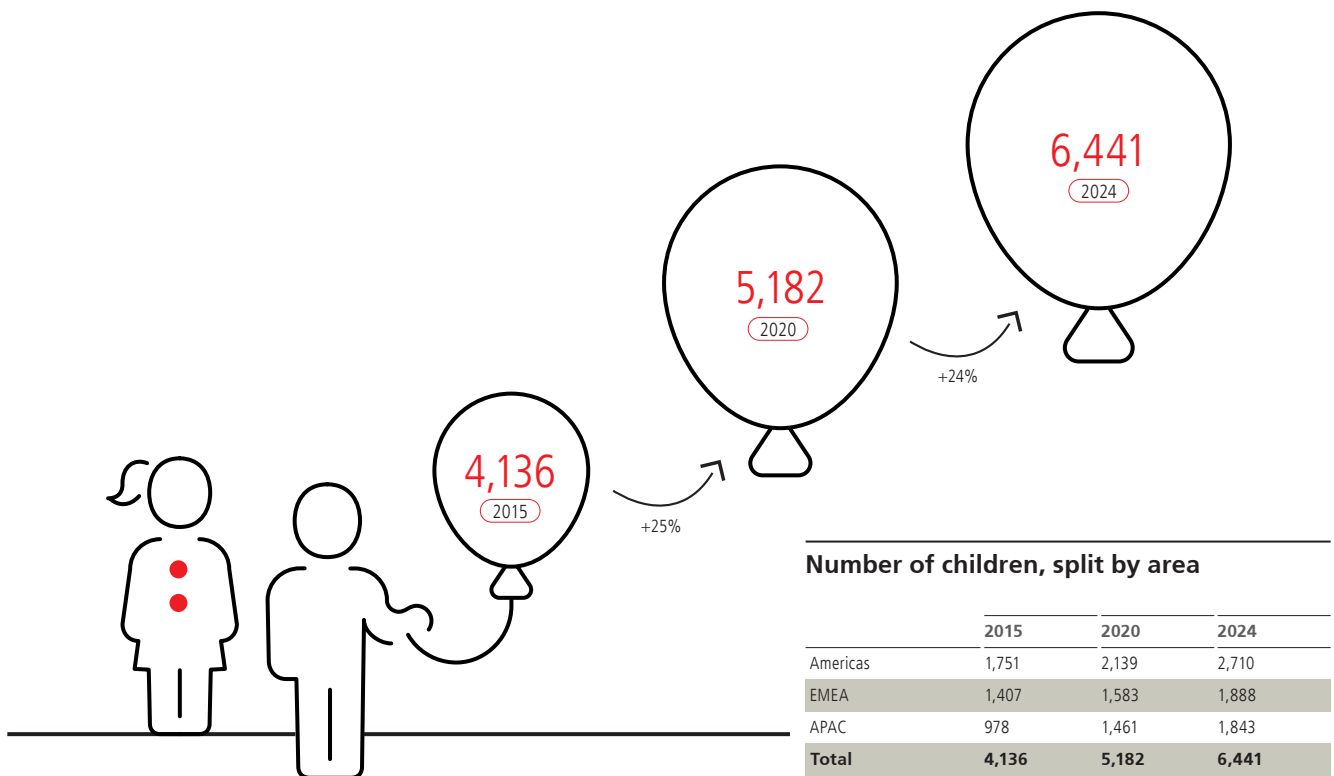 6,441
2024
5,182
2020
+24%
4,136
2015
+25%
Number of children, split by area
2015 2020 2024
Americas 1,751 2,139 2,710
EMEA 1,407 1,583 1,888
APAC 978 1,461 1,843
Total 4,136 5,182 6,441